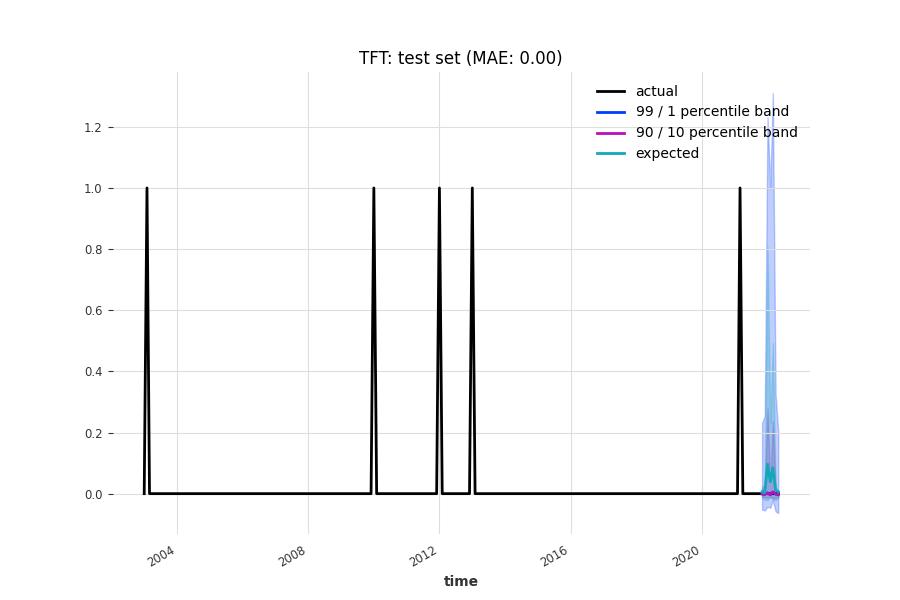 TFT: test set (MAE: 0.00)
actual
99 / 1 percentile band
90 / 10 percentile band
expected
1.2
1.0
0.8
0.6
0.4
0.2
0.0
2004
2008
2012
2016
2020
time